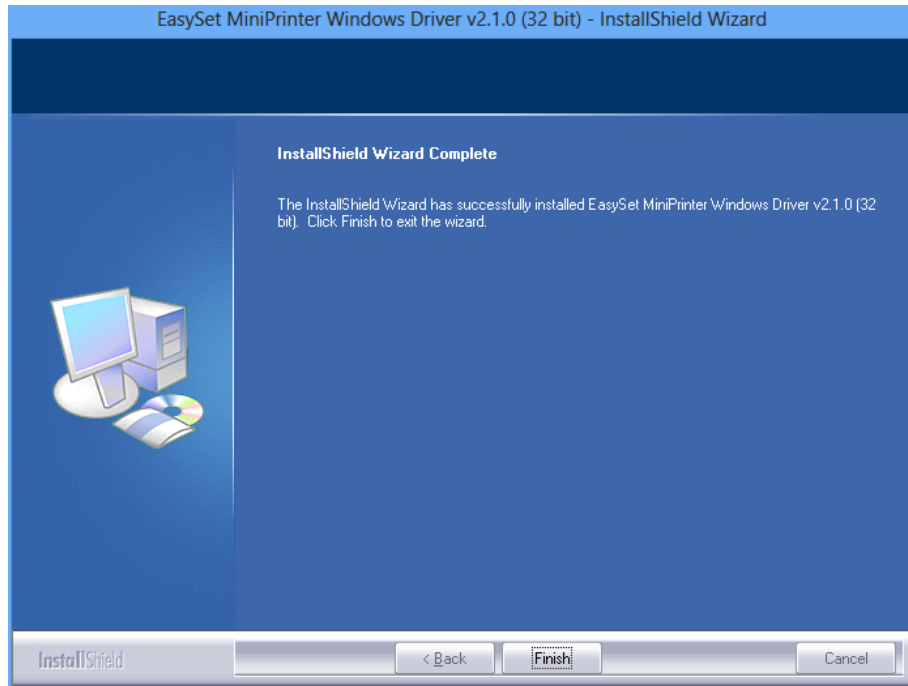 EasySet MiniPrinter Windows Driver v2.1.0 (32 bit) - InstallShield Wizard
InstallShield Wizard Complete
The InstallShield Wizard has successfully installed EasySet MiniPrinter Windows Driver v2.1.0 (32
bit). Click Finish to exit the wizard.
InstallShield
< Back
Finish
Cancel